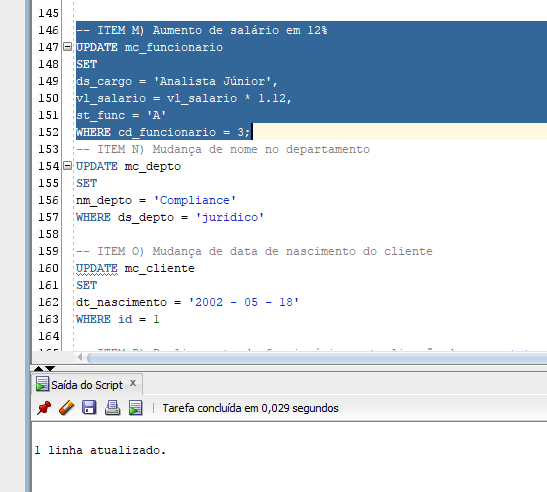 145
146 -- ITEM M) Aumento de salário em 12%
147 UPDATE mc_funcionario
148 SET
149 ds_cargo = 'Analista Júnior',
150 vl_salario = vl_salario * 1.12,
151 st_func = 'A'
152 WHERE cd_funcionario = 3;
153 -- ITEM N) Mudança de nome no departamento
154 UPDATE mc_depto
155 SET
156 nm_depto = 'Compliance'
157 WHERE ds_depto = 'juridico'
158
159 -- ITEM O) Mudança de data de nascimento do cliente
160 UPDATE mc_cliente
161 SET
162 dt_nascimento = '2002 - 05 - 18'
163 WHERE id = 1
164
Saída do Script x
Tarefa concluída em 0,029 segundos
1 linha atualizado.